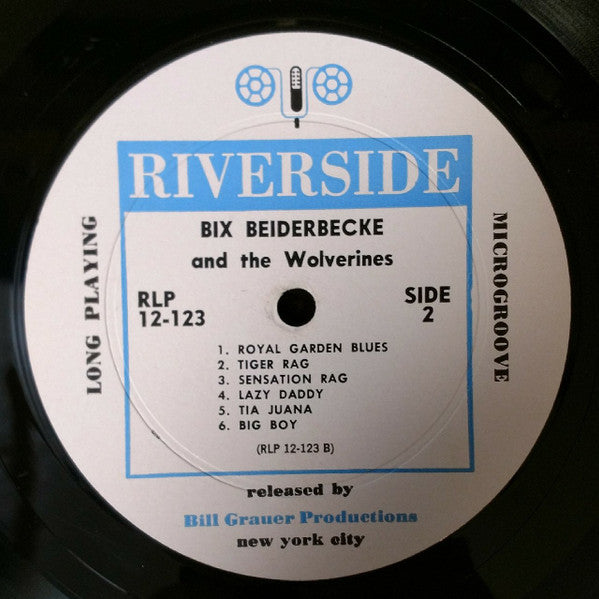 RIVERSIDE
BIX BEIDERBECKE
and the Wolverines
RLP
12-123
SIDE
2
1. ROYAL GARDEN BLUES
2. TIGER RAG
3. SENSATION RAG
4. LAZY DADDY
5. TIA JUANA
6. BIG BOY
(RLP 12-123 B)
LONG PLAYING
MICROGROOVE
released by
Bill Grauer Productions
new york city